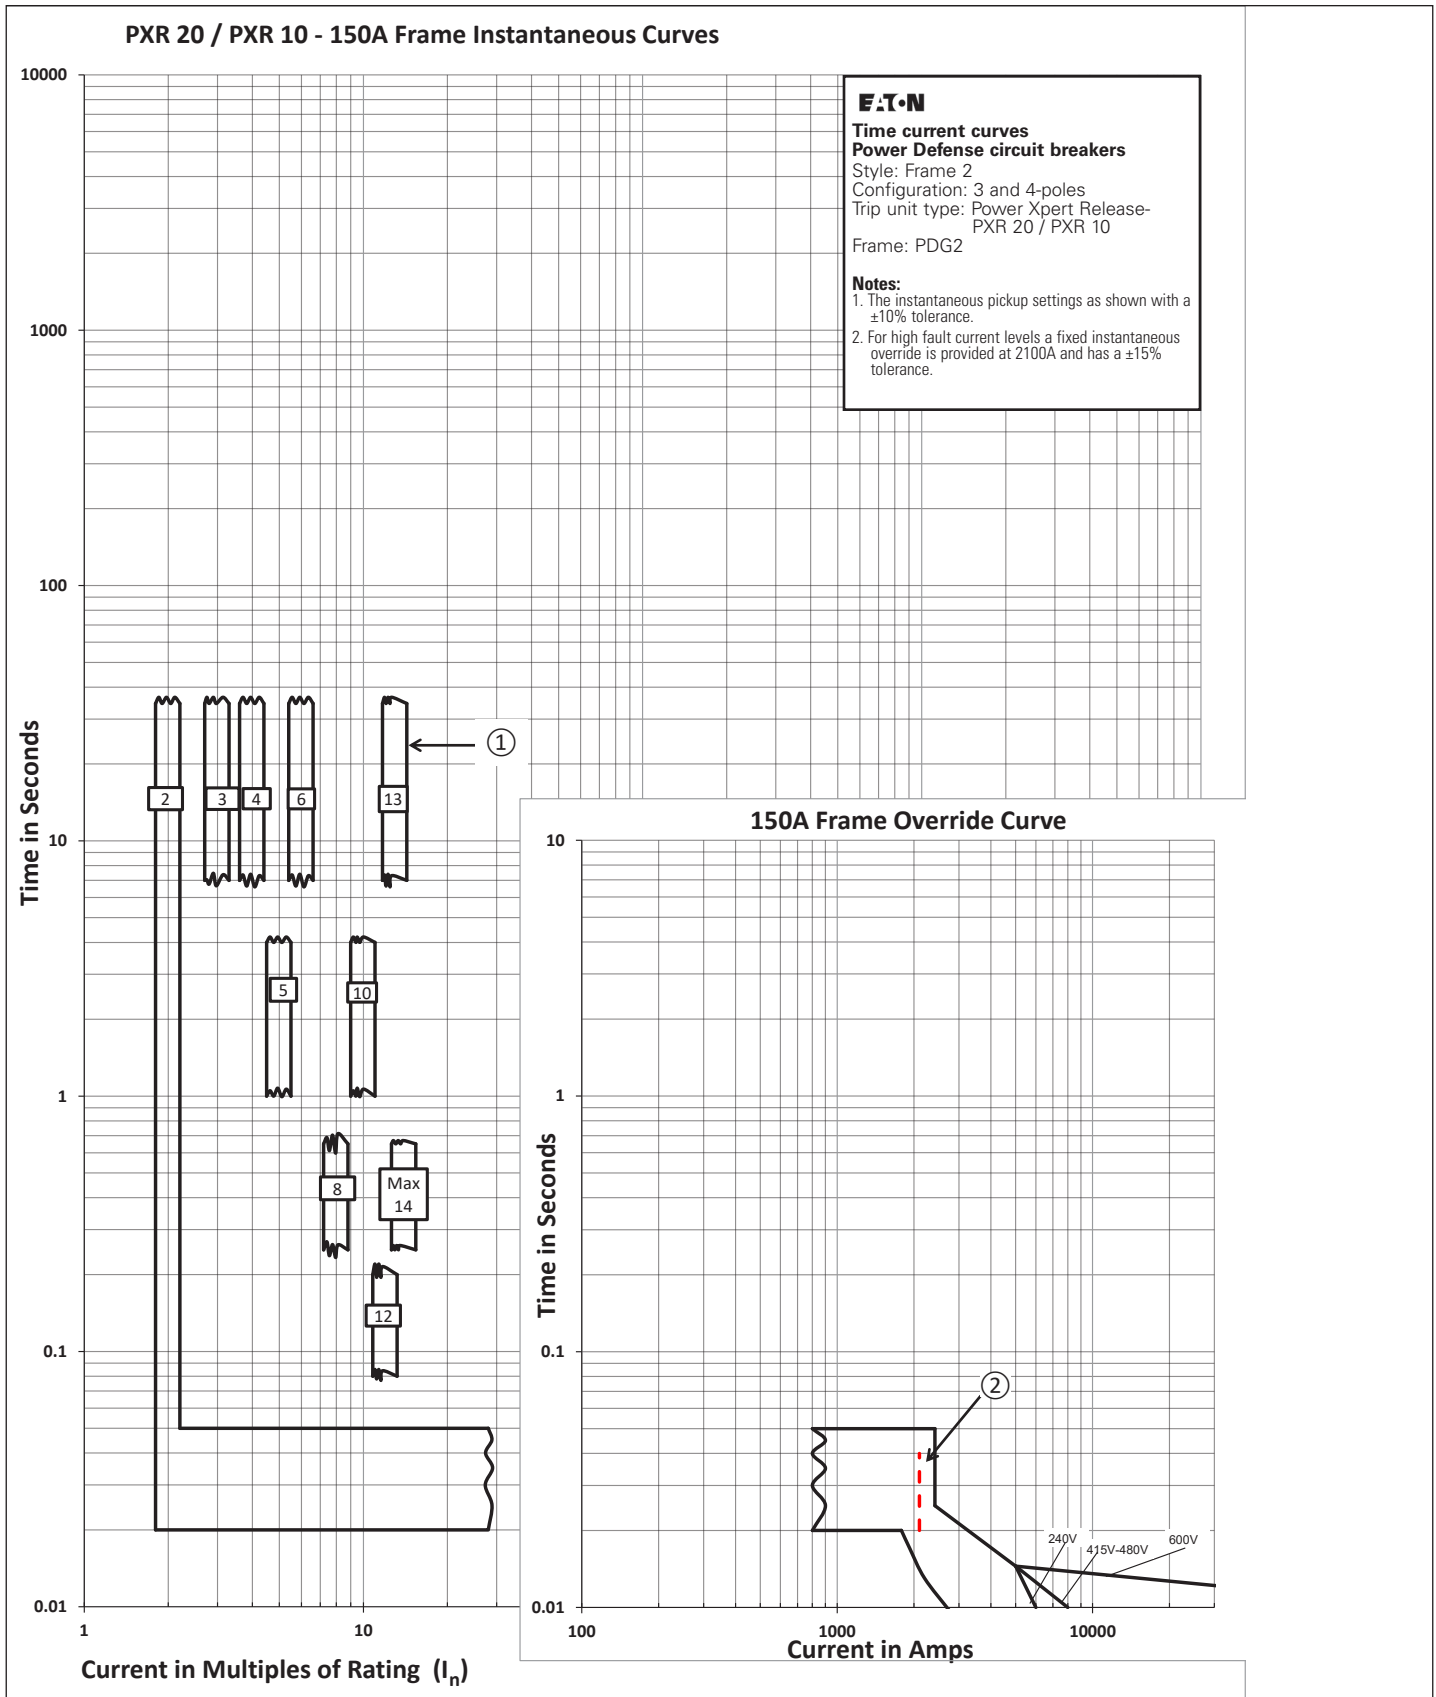 PXR 20 / PXR 10 - 150A Frame Instantaneous Curves
EATON
Time current curves
Power Defense circuit breakers
Style: Frame 2
Configuration: 3 and 4-poles
Trip unit type: Power Xpert Release-
PXR 20 / PXR 10
Frame: PDG2
Notes:
1. The instantaneous pickup settings as shown with a
±10% tolerance.
2. For high fault current levels a fixed instantaneous
override is provided at 2100A and has a ±15%
tolerance.
10000
1000
100
10
1
0.1
0.01
Time in Seconds
2
3
4
6
13
①
5
10
8
Max
14
12
1
10
Current in Multiples of Rating (In)
150A Frame Override Curve
10
1
0.1
0.01
Time in Seconds
②
240V
415V-480V
600V
100
1000
10000
Current in Amps